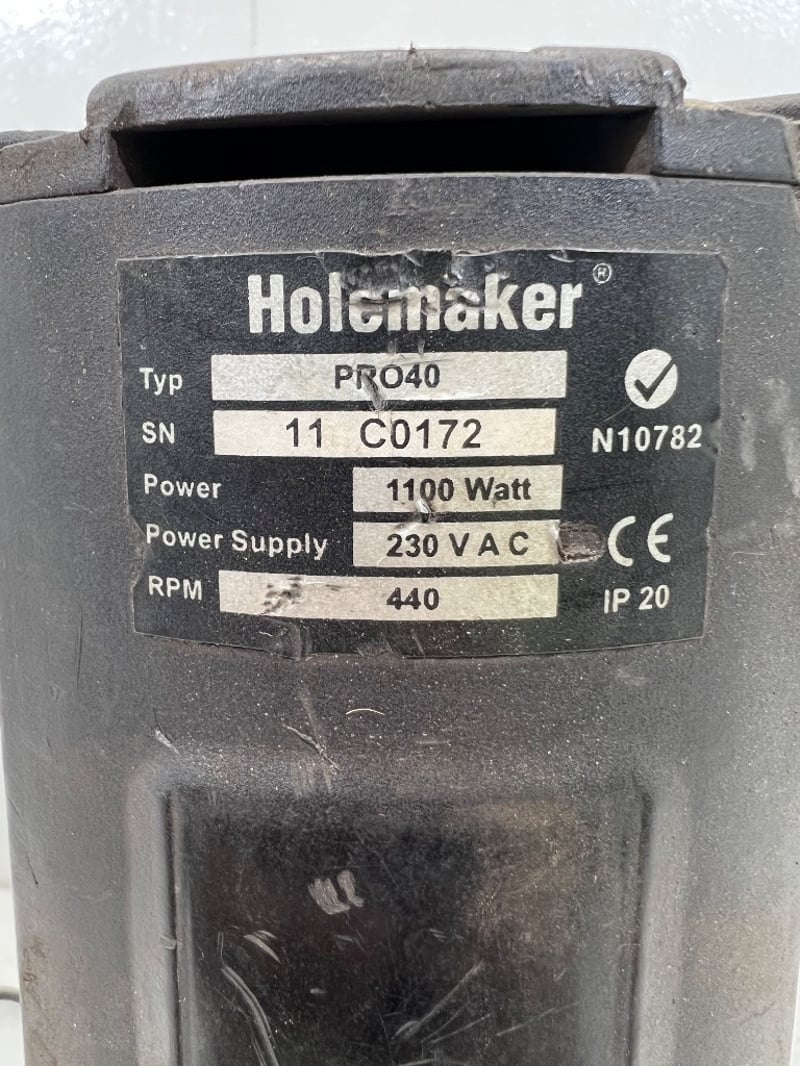 Holemaker ®
Typ PRO40
SN 11 C0172
N10782
Power 1100 Watt
Power Supply 230 V A C
CE
RPM 440
IP 20